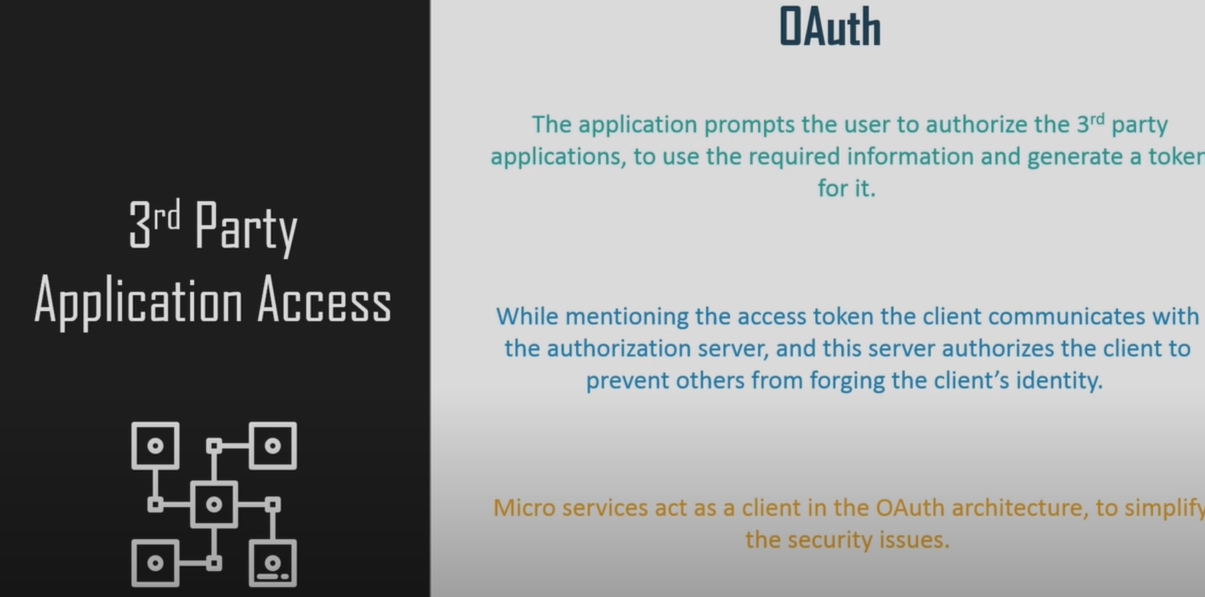 3rd Party
Application Access
OAuth
The application prompts the user to authorize the 3rd party
applications, to use the required information and generate a token
for it.
While mentioning the access token the client communicates with
the authorization server, and this server authorizes the client to
prevent others from forging the client’s identity.
Micro services act as a client in the OAuth architecture, to simplify
the security issues.